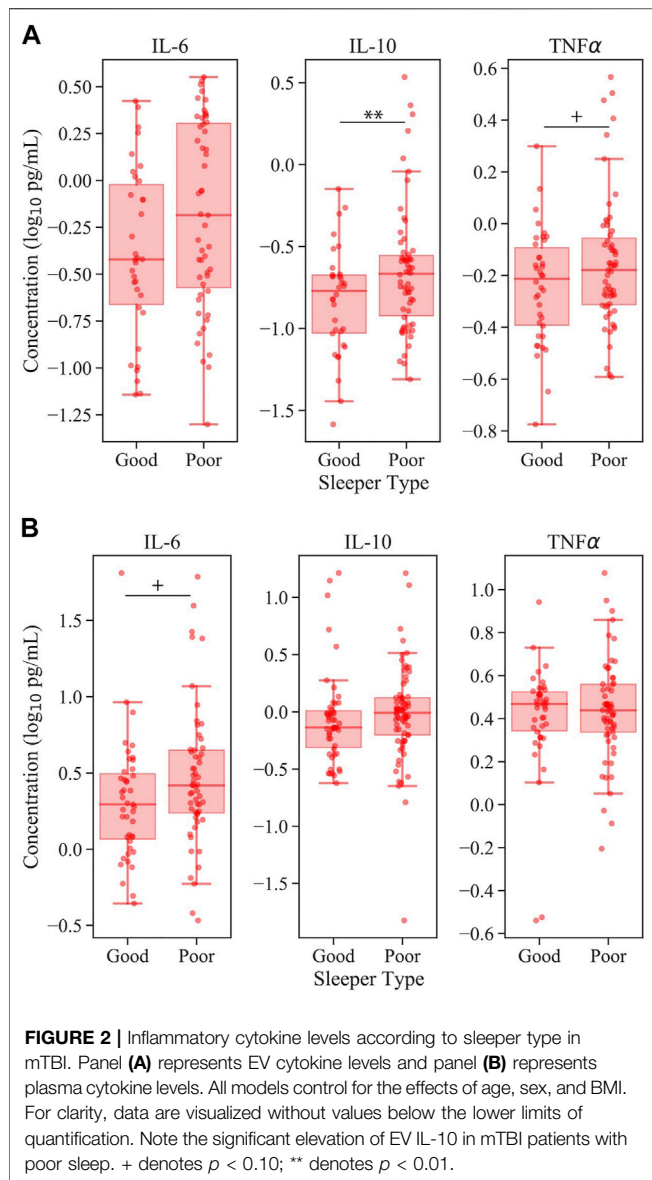 A
IL-6
IL-10
TNFα
Concentration (log10 pg/mL)
0.50
0.25
0.00
−0.25
−0.50
−0.75
−1.00
−1.25
0.5
0.0
−0.5
−1.0
−1.5
**
0.6
0.4
0.2
0.0
−0.2
−0.4
−0.6
−0.8
+
Good Poor
Good Poor
Good Poor
Sleeper Type
B
IL-6
IL-10
TNFα
Concentration (log10 pg/mL)
1.5
1.0
0.5
0.0
−0.5
+
1.0
0.5
0.0
−0.5
−1.0
−1.5
1.0
0.8
0.6
0.4
0.2
0.0
−0.2
−0.4
−0.6
Good Poor
Good Poor
Good Poor
Sleeper Type
FIGURE 2 | Inflammatory cytokine levels according to sleeper type in
mTBI. Panel (A) represents EV cytokine levels and panel (B) represents
plasma cytokine levels. All models control for the effects of age, sex, and BMI.
For clarity, data are visualized without values below the lower limits of
quantification. Note the significant elevation of EV IL-10 in mTBI patients with
poor sleep. + denotes p < 0.10; ** denotes p < 0.01.